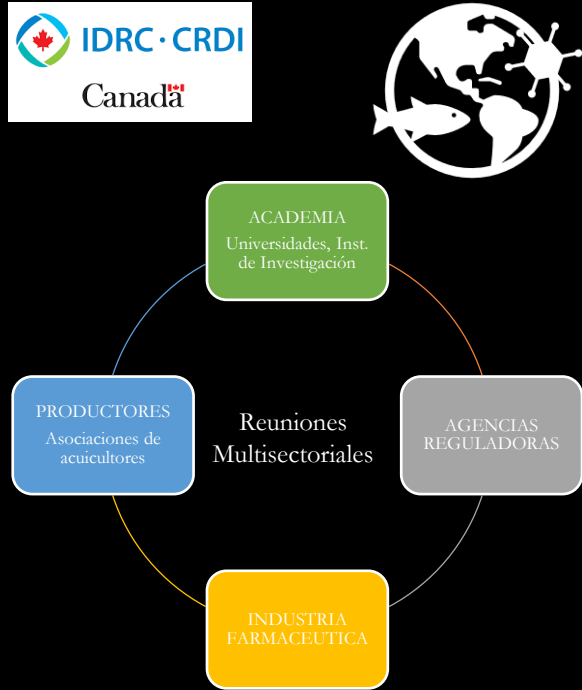 IDRC · CRDI
Canada
ACADEMIA
Universidades, Inst.
de Investigación
PRODUCTORES
Asociaciones de
acuicultores
Reuniones
Multisectoriales
AGENCIAS
REGULADORAS
INDUSTRIA
FARMACEUTICA